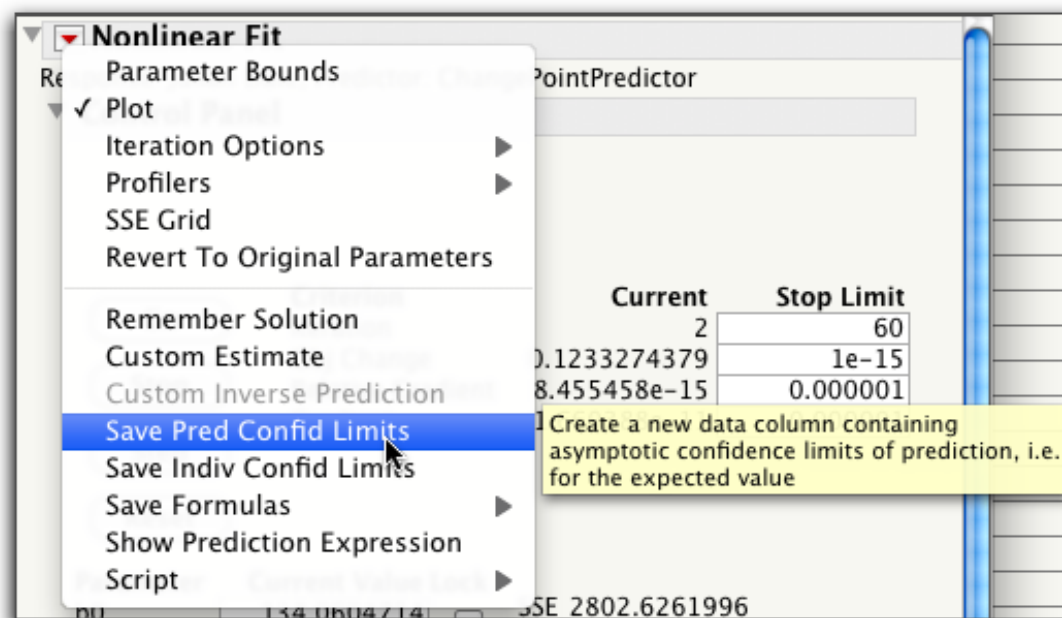 Nonlinear Fit
Parameter Bounds
PointPredictor
✓ Plot
Iteration Options
Profilers
SSE Grid
Revert To Original Parameters
Current Stop Limit
Remember Solution 2 60
Custom Estimate 0.1233274379 1e-15
Custom Inverse Prediction 8.455458e-15 0.000001
Save Pred Confid Limits
Create a new data column containing
asymptotic confidence limits of prediction, i.e.
for the expected value
Save Indiv Confid Limits
Save Formulas
Show Prediction Expression
Script
SSE 2802.6261996